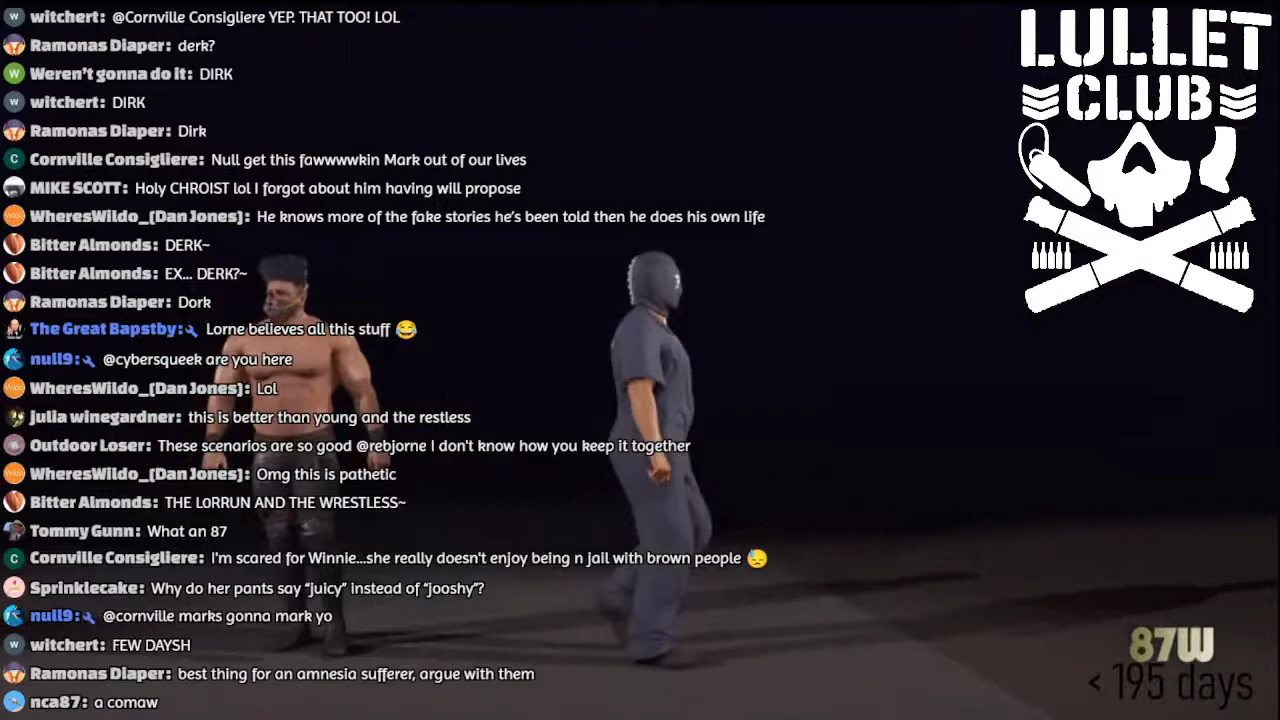 witchert: @Cornville Consigliere YEP. THAT TOO! LOL
Ramonas Diaper: derk?
W Weren't gonna do it: DIRK
w witchert: DIRK
Ramonas Diaper: Dirk
C Cornville Consigliere: Null get this fawwwwkin Mark out of our lives
MIKE SCOTT: Holy CHROIST lol I forgot about him having will propose
WheresWildo_(Dan Jones): He knows more of the fake stories he's been told then he does his own life
Bitter Almonds: DERK~
Bitter Almonds: EX... DERK?~
Ramonas Diaper: Dork
The Great Bapstby: Lorne believes all this stuff 😂
null9: @cybersqueek are you here
WheresWildo_(Dan Jones): Lol
julia winegardner: this is better than young and the restless
Outdoor Loser: These scenarios are so good @rebjorne I don't know how you keep it together
WheresWildo_(Dan Jones): Omg this is pathetic
Bitter Almonds: THE LORRUN AND THE WRESTLESS~
Tommy Gunn: What an 87
C Cornville Consigliere: I'm scared for Winnie...she really doesn't enjoy being n jail with brown people 😓
Sprinklecake: Why do her pants say "juicy" instead of "jooshy"?
null9: @cornville marks gonna mark yo
w witchert: FEW DAYSH
Ramonas Diaper: best thing for an amnesia sufferer, argue with them
nca87: a comaw
LULLET
CLUB
87W
< 195 days